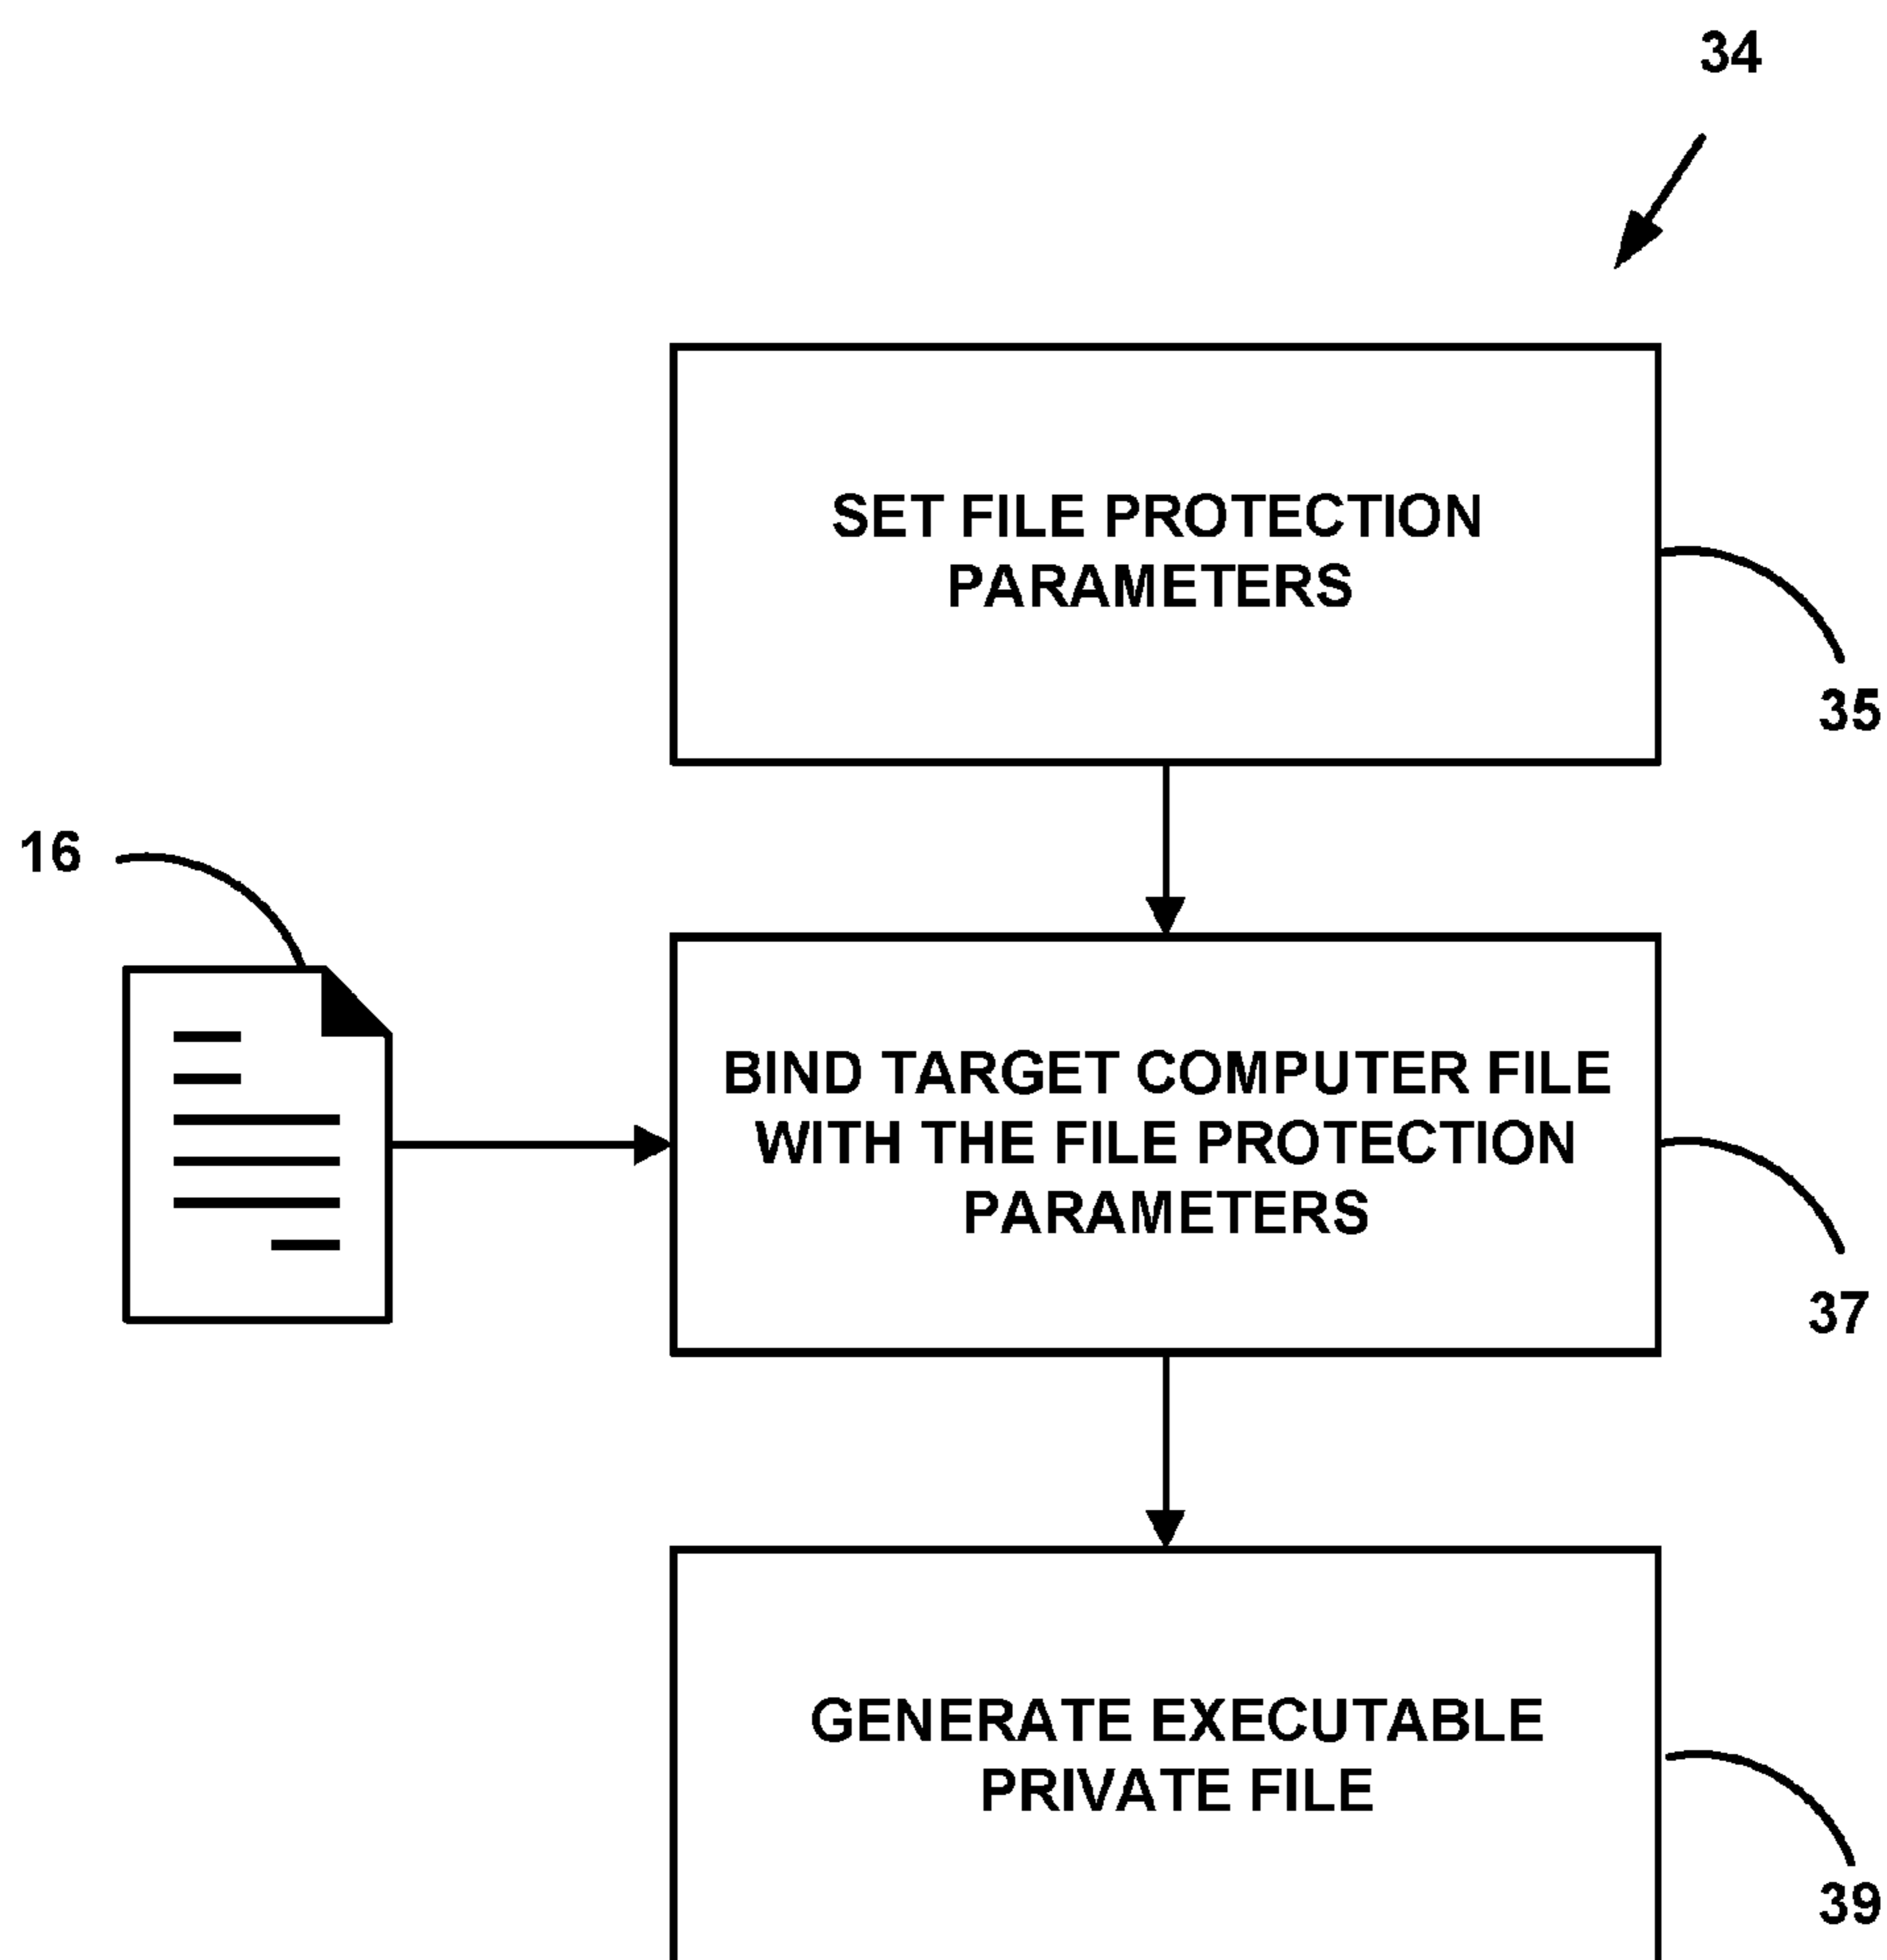 34
SET FILE PROTECTION
PARAMETERS
35
16
BIND TARGET COMPUTER FILE
WITH THE FILE PROTECTION
PARAMETERS
37
GENERATE EXECUTABLE
PRIVATE FILE
39